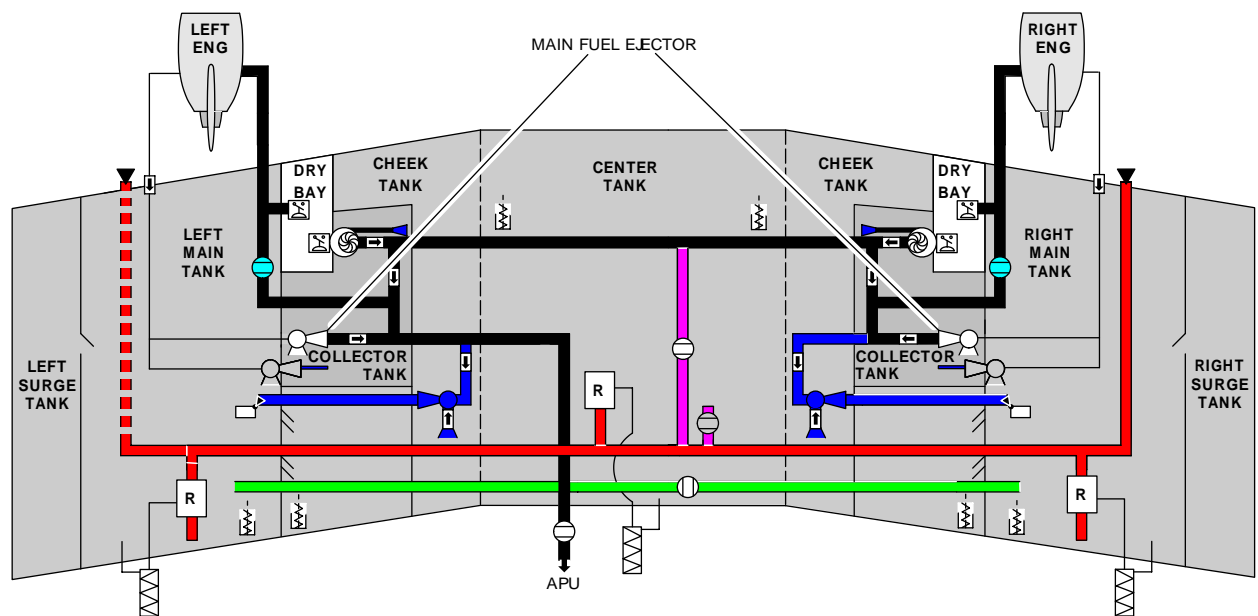 LEFT
ENG
MAIN FUEL EJECTOR
RIGHT
ENG
DRY
BAY
CHEEK
TANK
CENTER
TANK
CHEEK
TANK
DRY
BAY
LEFT
MAIN
TANK
RIGHT
MAIN
TANK
COLLECTOR
TANK
COLLECTOR
TANK
LEFT
SURGE
TANK
RIGHT SURGE
TANK
R
R
R
APU